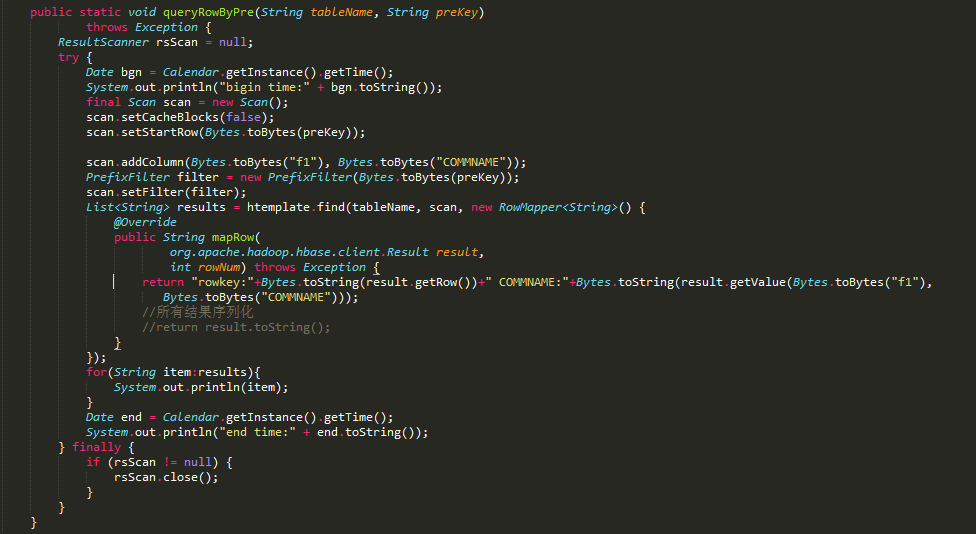 public static void queryRowByPre(String tableName, String preKey)
throws Exception {
ResultScanner rsScan = null;
try {
Date bgn = Calendar.getInstance().getTime();
System.out.println("bigin time:" + bgn.toString());
final Scan scan = new Scan();
scan.setCacheBlocks(false);
scan.setStartRow(Bytes.toBytes(preKey));
scan.addColumn(Bytes.toBytes("f1"), Bytes.toBytes("COMMNAME"));
PrefixFilter filter = new PrefixFilter(Bytes.toBytes(preKey));
scan.setFilter(filter);
List<String> results = htemplate.find(tableName, scan, new RowMapper<String>() {
@Override
public String mapRow(
org.apache.hadoop.hbase.client.Result result,
int rowNum) throws Exception {
return "rowkey:"+Bytes.toString(result.getRow())+" COMMNAME:"+Bytes.toString(result.getValue(Bytes.toBytes("f1"),
Bytes.toBytes("COMMNAME")));
//所有结果序列化
//return result.toString();
}
});
for(String item:results){
System.out.println(item);
}
Date end = Calendar.getInstance().getTime();
System.out.println("end time:" + end.toString());
} finally {
if (rsScan != null) {
rsScan.close();
}
}
}